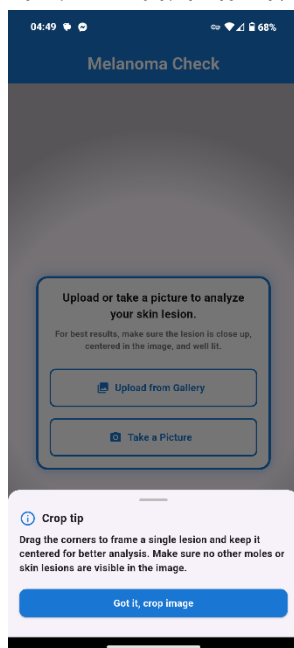 04:49
68%
Melanoma Check
Upload or take a picture to analyze
your skin lesion.
For best results, make sure the lesion is close up,
centered in the image, and well lit.
Upload from Gallery
Take a Picture
Crop tip
Drag the corners to frame a single lesion and keep it
centered for better analysis. Make sure no other moles or
skin lesions are visible in the image.
Got it, crop image